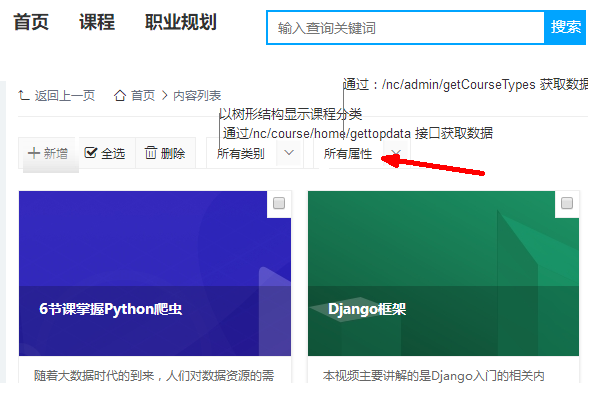 首页 课程 职业规划 输入查询关键词 搜索
通过：/nc/admin/getCourseTypes 获取数据
返回上一页 首页 > 内容列表
以树形结构显示课程分类
通过/nc/course/home/gettopdata 接口获取数据
新增 全选 删除 所有类别 所有属性
6节课掌握Python爬虫 Django框架
随着大数据时代的到来，人们对数据资源的需 本视频主要讲解的是Django入门的相关内